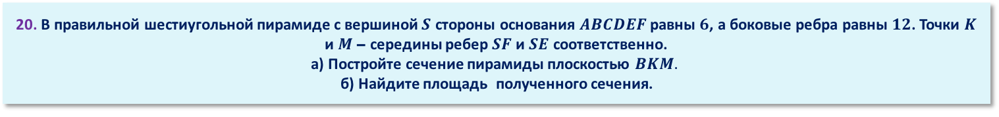 20. В правильной шестиугольной пирамиде с вершиной S стороны основания ABCDEF равны 6, а боковые ребра равны 12. Точки K
и M – середины ребер SF и SE соответственно.
а) Постройте сечение пирамиды плоскостью BKM.
б) Найдите площадь полученного сечения.